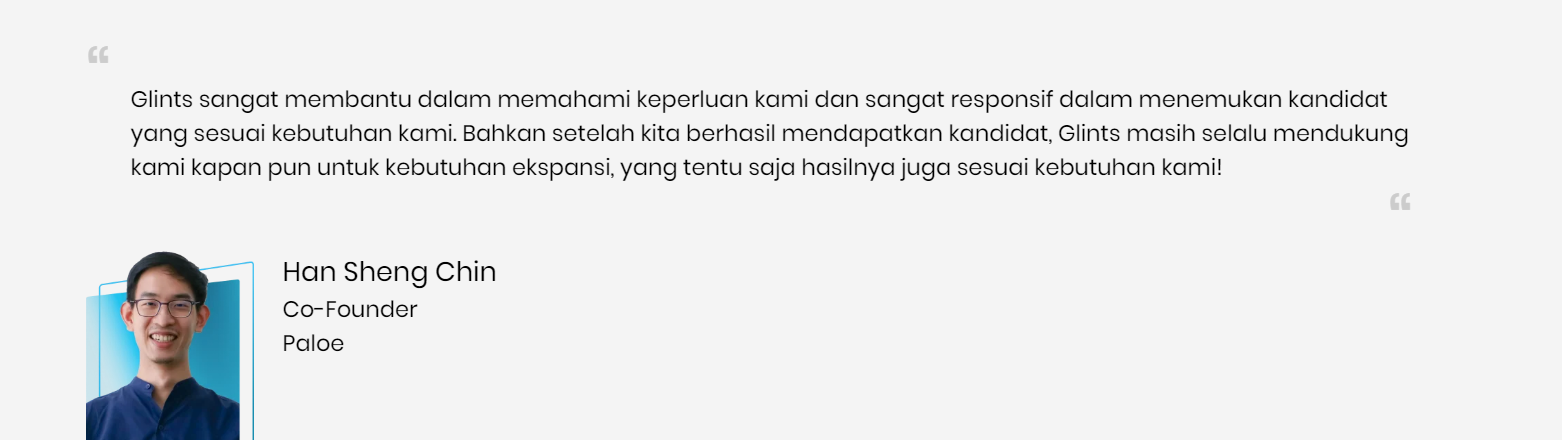 “
Glints sangat membantu dalam memahami keperluan kami dan sangat responsif dalam menemukan kandidat
yang sesuai kebutuhan kami. Bahkan setelah kita berhasil mendapatkan kandidat, Glints masih selalu mendukung
kami kapan pun untuk kebutuhan ekspansi, yang tentu saja hasilnya juga sesuai kebutuhan kami!
“
Han Sheng Chin
Co-Founder
Paloe